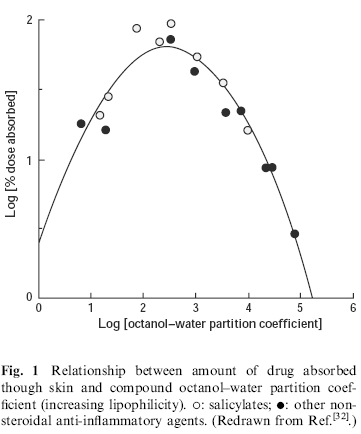 2
1
0
Log [% dose absorbed]
0 1 2 3 4 5 6
Log [octanol–water partition coefficient]
Fig. 1 Relationship between amount of drug absorbed
though skin and compound octanol–water partition coef-
ficient (increasing lipophilicity). ○: salicylates; ●: other non-
steroidal anti-inflammatory agents. (Redrawn from Ref.[32].)